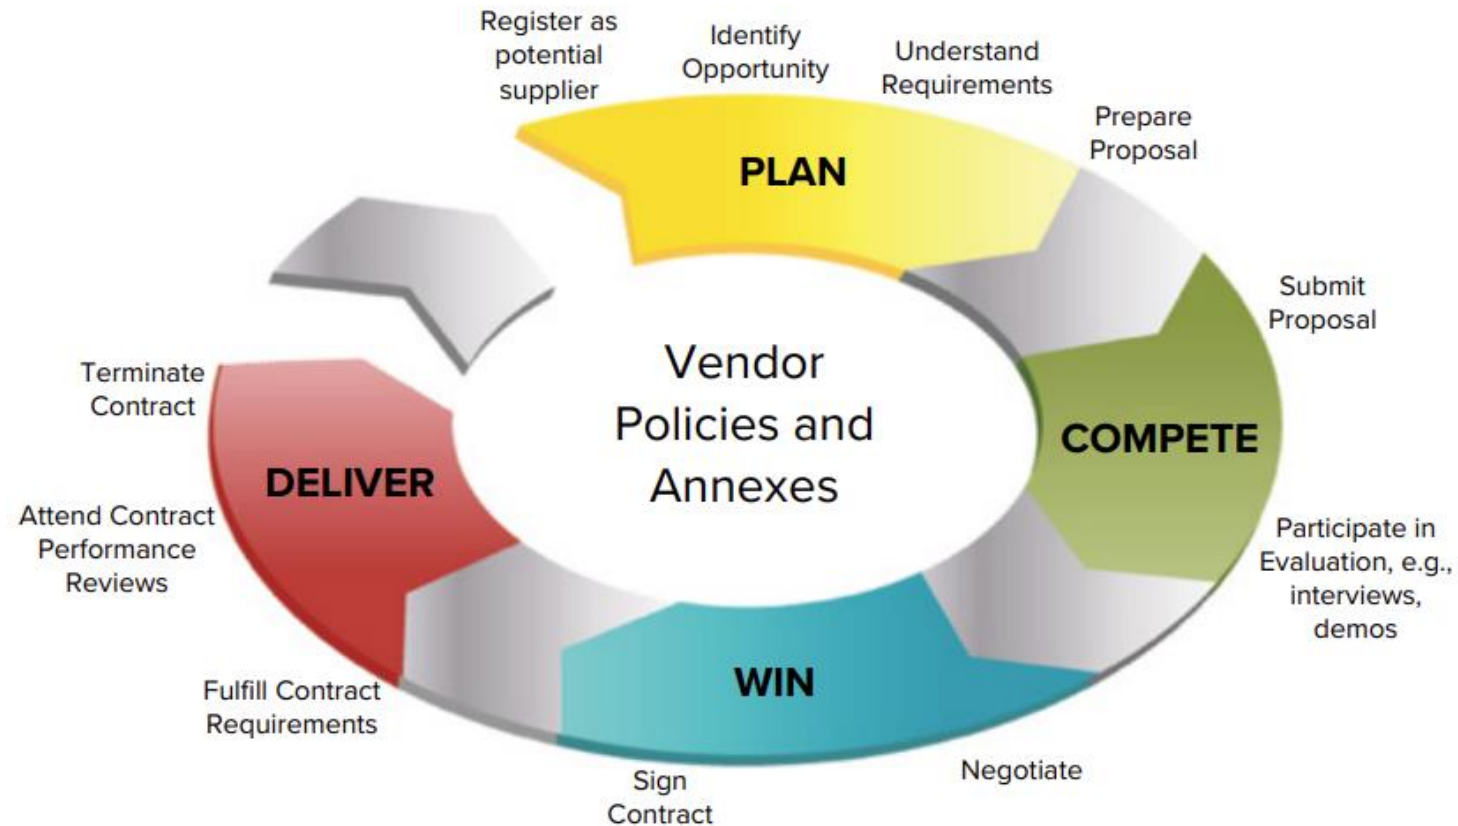 Register as
potential
supplier
Identify
Opportunity
Understand
Requirements
Prepare
Proposal
PLAN
Submit
Proposal
COMPETE
Participate in
Evaluation, e.g.,
interviews,
demos
Negotiate
WIN
Sign
Contract
Fulfill Contract
Requirements
DELIVER
Attend Contract
Performance
Reviews
Terminate
Contract
Vendor
Policies and
Annexes